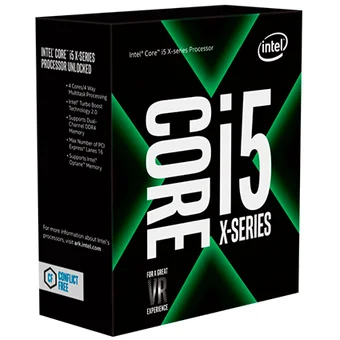 INTEL® CORE™ i5 X-SERIES
PROCESSOR UNLOCKED
• 4 Cores/4 Way
Multitask Processing
• Intel® Turbo Boost
Technology 2.0
• Supports Dual-
Channel DDR4
Memory
• Max Number of PCI
Express® Lanes 16
• Supports Intel®
Optane™ Memory
For more information about Intel's
processors, visit ark.intel.com
CF
CONFLICT
FREE
Intel® Core™ i5 X-series Processor
intel
CORE
i5
X-SERIES
FOR A GREAT
VR
EXPERIENCE